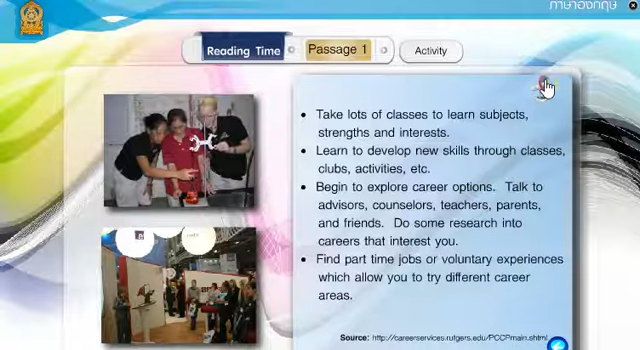 ภาษาอังกฤษ
Reading Time
Passage 1
Activity
• Take lots of classes to learn subjects,
strengths and interests.
• Learn to develop new skills through classes,
clubs, activities, etc.
• Begin to explore career options. Talk to
advisors, counselors, teachers, parents,
and friends. Do some research into
careers that interest you.
• Find part time jobs or voluntary experiences
which allow you to try different career
areas.
Source: http://careerservices.rutgers.edu/PCCPmain.shtml